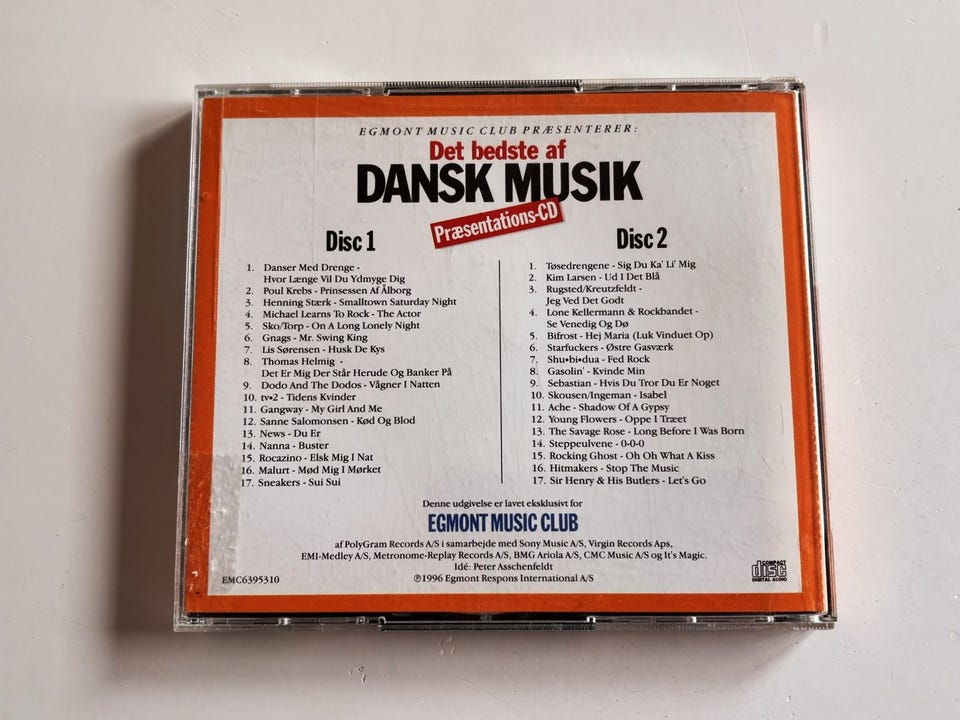 EGMONT MUSIC CLUB PRÆSENTERER:
Det bedste af
DANSK MUSIK
Præsentations-CD
Disc 1
1. Danser Med Drenge -
Hvor Længe Vil Du Ydmyge Dig
2. Poul Krebs - Prinsessen Af Ålborg
3. Henning Stærk - Smalltown Saturday Night
4. Michael Learns To Rock - The Actor
5. Sko/Torp - On A Long Lonely Night
6. Gnags - Mr. Swing King
7. Lis Sørensen - Husk De Kys
8. Thomas Helmig -
Det Er Mig Der Står Herude Og Banker På
9. Dodo And The Dodos - Vågner I Natten
10. tv•2 - Tidens Kvinder
11. Gangway - My Girl And Me
12. Sanne Salomonsen - Kød Og Blod
13. News - Du Er
14. Nanna - Buster
15. Rocazino - Elsk Mig I Nat
16. Malurt - Mød Mig I Mørket
17. Sneakers - Sui Sui
Disc 2
1. Tøsedrengene - Sig Du Ka' Li' Mig
2. Kim Larsen - Ud I Det Blå
3. Rugsted/Kreutzfeldt -
Jeg Ved Det Godt
4. Lone Kellermann & Rockbandet -
Se Venedig Og Dø
5. Bifrost - Hej Maria (Luk Vinduet Op)
6. Starfuckers - Østre Gasværk
7. Shu•bi•dua - Fed Rock
8. Gasolin' - Kvinde Min
9. Sebastian - Hvis Du Tror Du Er Noget
10. Skousen/Ingeman - Isabel
11. Ache - Shadow Of A Gypsy
12. Young Flowers - Oppe I Træet
13. The Savage Rose - Long Before I Was Born
14. Steppeulvene - 0-0-0
15. Rocking Ghost - Oh Oh What A Kiss
16. Hitmakers - Stop The Music
17. Sir Henry & His Butlers - Let's Go
Denne udgivelse er lavet eksklusivt for
EGMONT MUSIC CLUB
af PolyGram Records A/S i samarbejde med Sony Music A/S, Virgin Records Aps,
EMI-Medley A/S, Metronome-Replay Records A/S, BMG Ariola A/S, CMC Music A/S og It's Magic.
Idé: Peter Asschenfeldt
℗1996 Egmont Respons International A/S
EMC6395310
COMPACT
disc
DIGITAL AUDIO